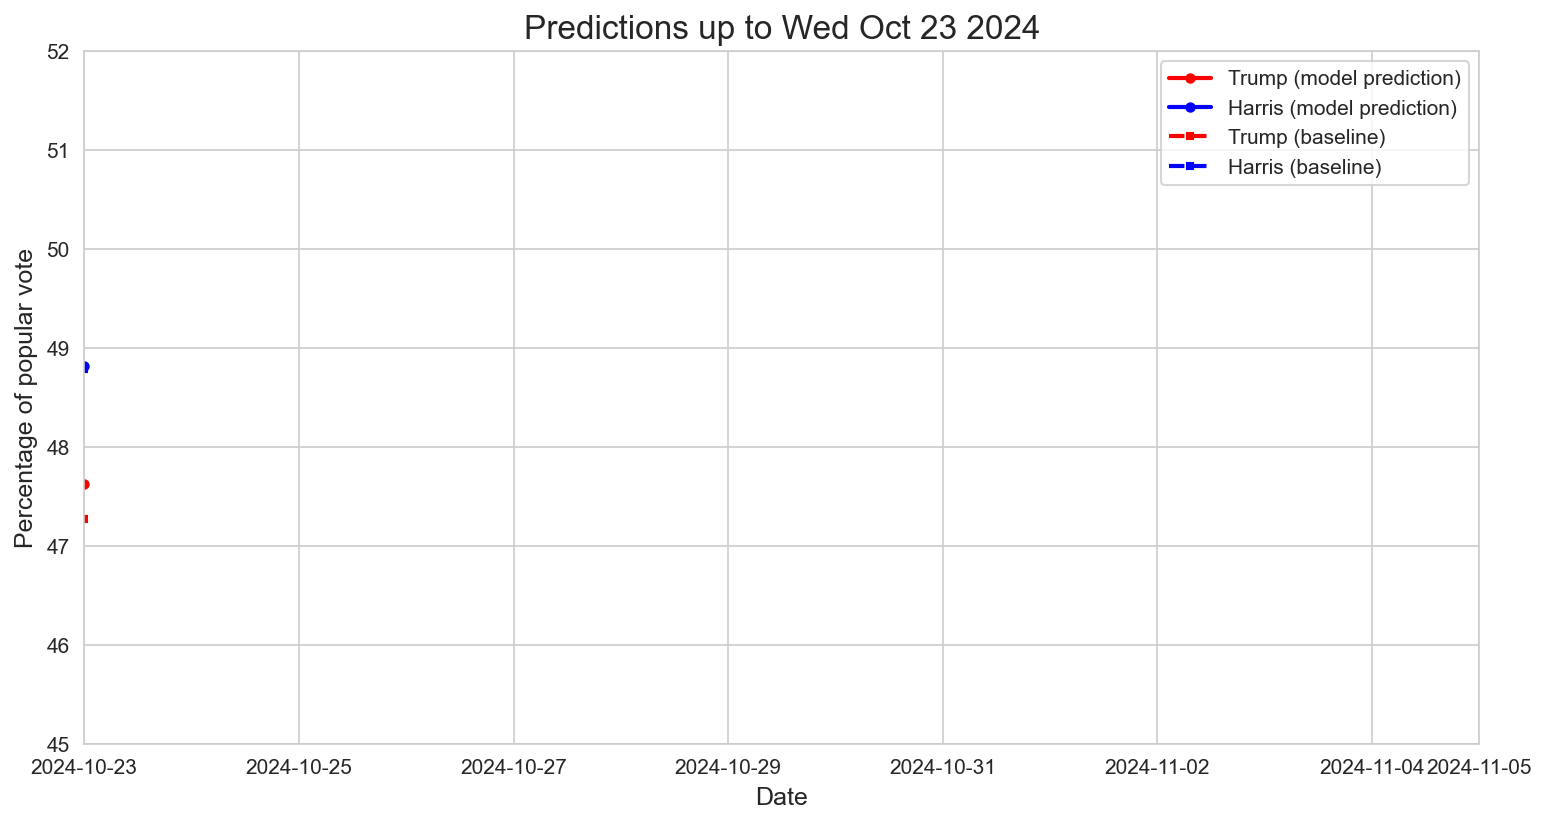 Predictions up to Wed Oct 23 2024
Trump (model prediction)
Harris (model prediction)
Trump (baseline)
Harris (baseline)
Percentage of popular vote
52
51
50
49
48
47
46
45
2024-10-23 2024-10-25 2024-10-27 2024-10-29 2024-10-31 2024-11-02 2024-11-04 2024-11-05
Date